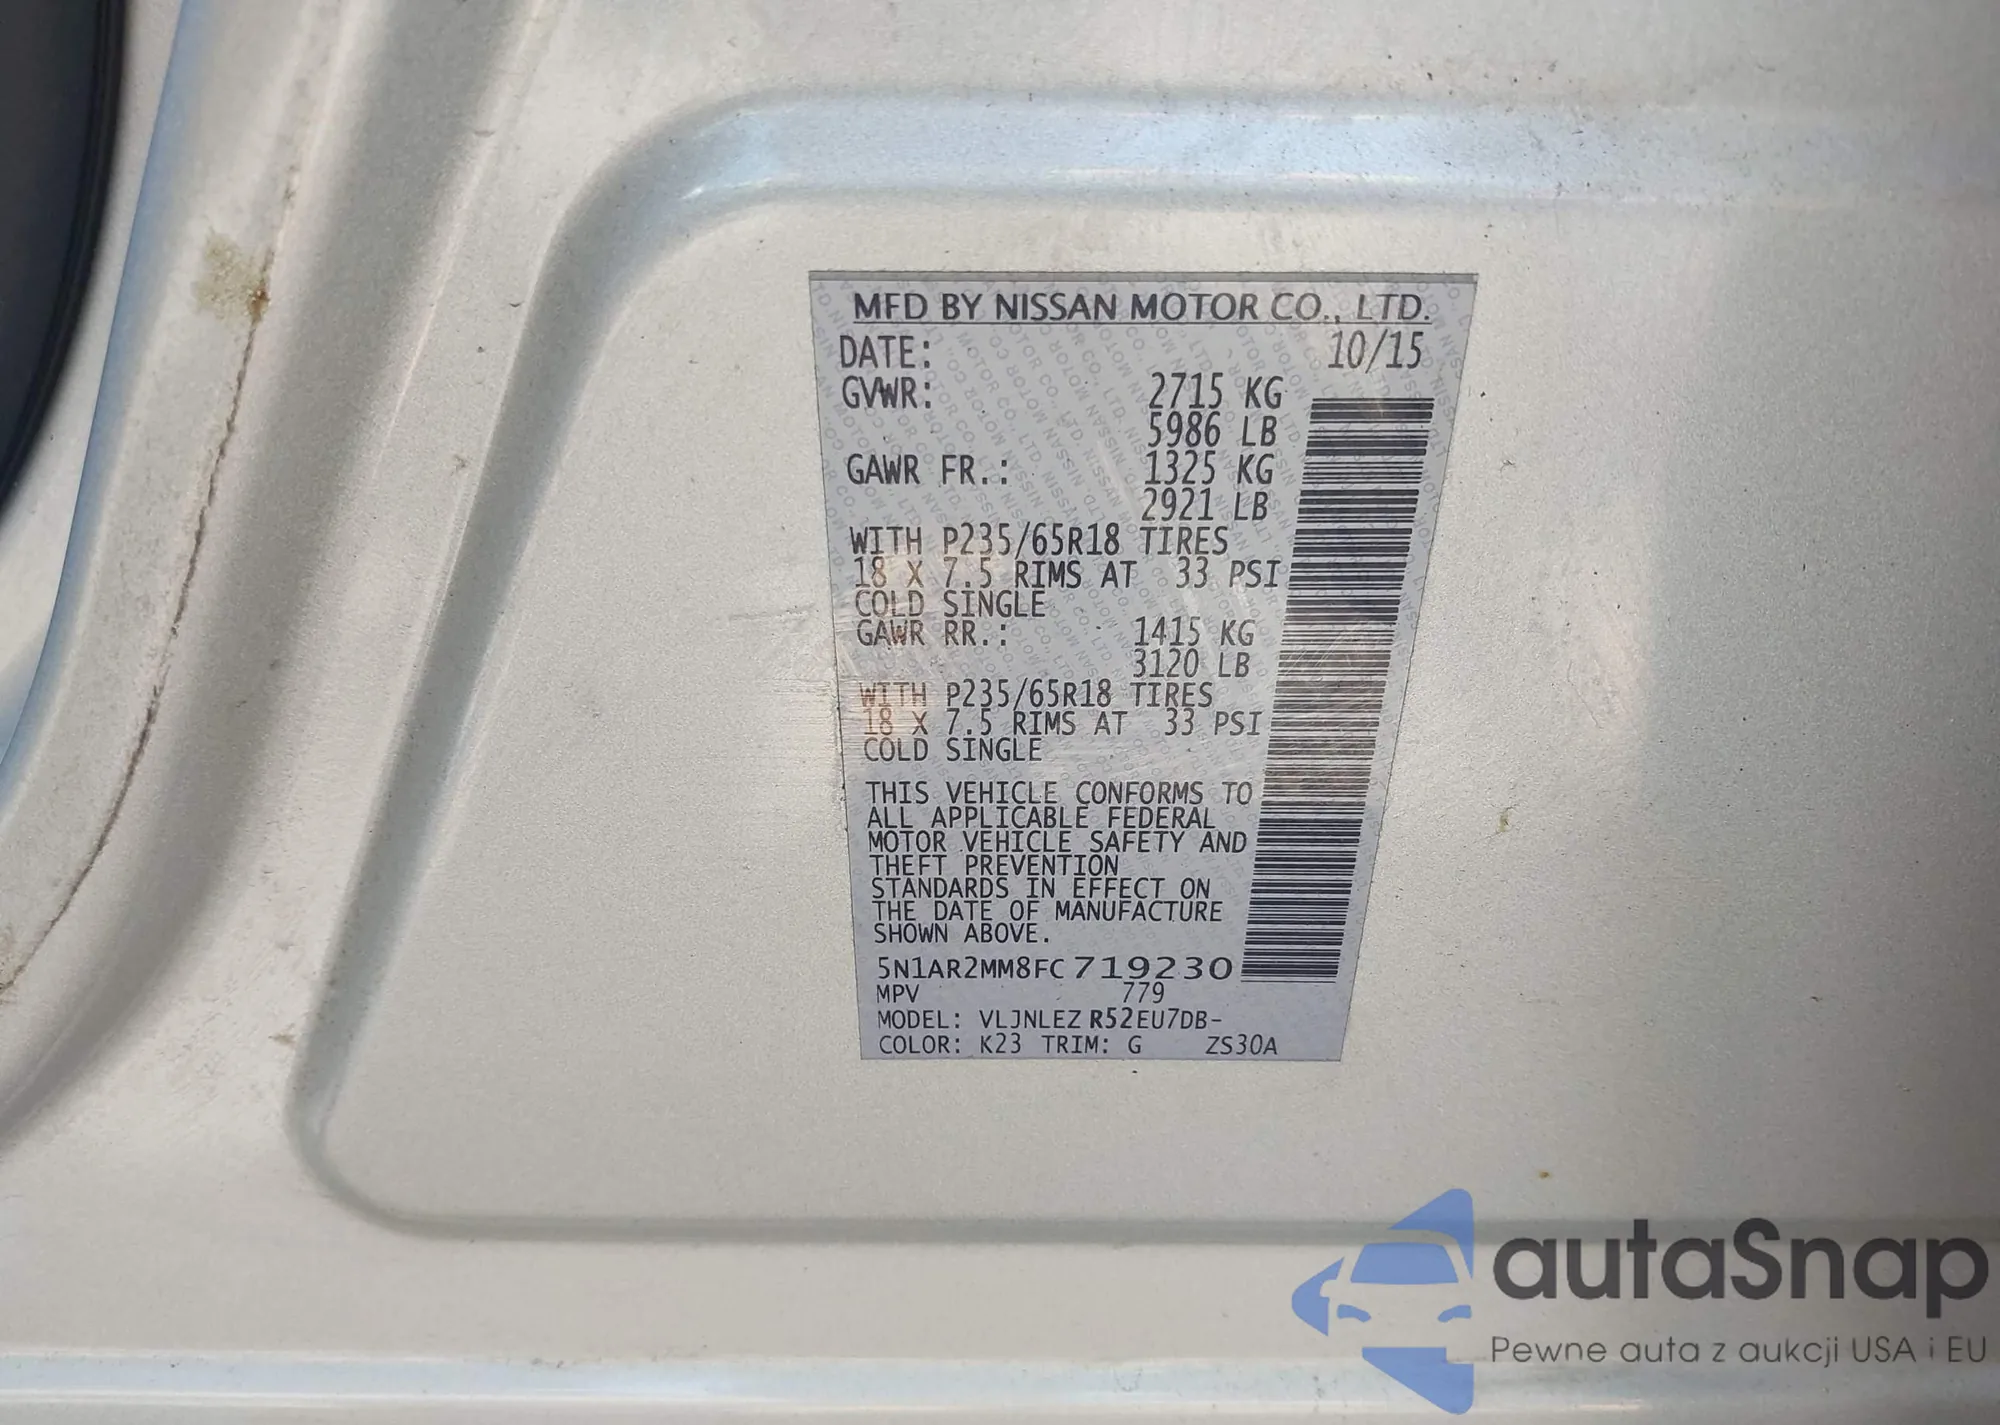 MFD BY NISSAN MOTOR CO., LTD.
DATE: 10/15
GVWR: 2715 KG
5986 LB
GAWR FR.: 1325 KG
2921 LB
WITH P235/65R18 TIRES
18 X 7.5 RIMS AT 33 PSI
COLD SINGLE
GAWR RR.: 1415 KG
3120 LB
WITH P235/65R18 TIRES
18 X 7.5 RIMS AT 33 PSI
COLD SINGLE
THIS VEHICLE CONFORMS TO
ALL APPLICABLE FEDERAL
MOTOR VEHICLE SAFETY AND
THEFT PREVENTION
STANDARDS IN EFFECT ON
THE DATE OF MANUFACTURE
SHOWN ABOVE.
5N1AR2MM8FC719230
MPV 779
MODEL: VLJNLEZ R52EU7DB-
COLOR: K23 TRIM: G ZS30A
autaSnap
Pewne auta z aukcji USA i EU